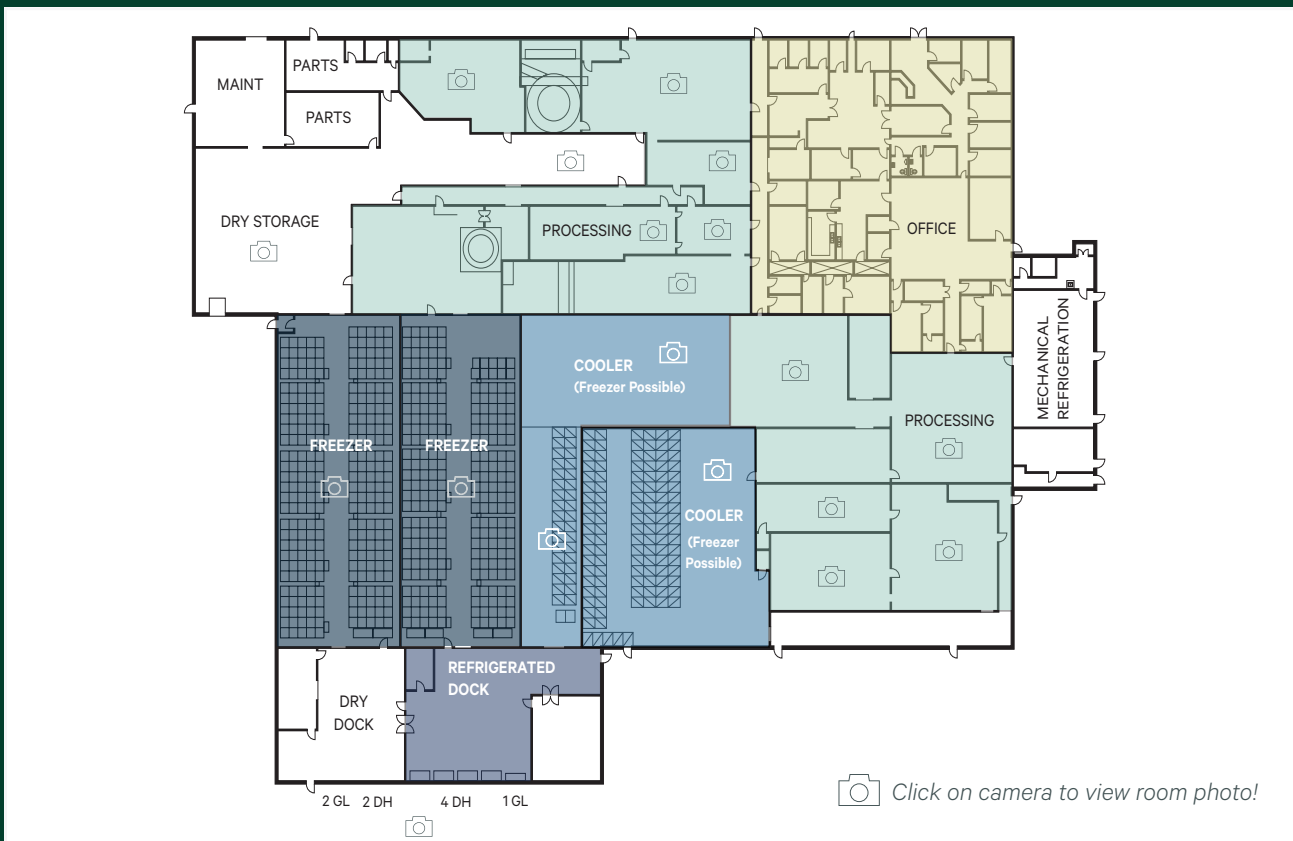 PARTS
MAINT
PARTS
DRY STORAGE
PROCESSING
OFFICE
MECHANICAL
REFRIGERATION
COOLER
(Freezer Possible)
PROCESSING
FREEZER
FREEZER
COOLER
(Freezer
Possible)
REFRIGERATED
DOCK
DRY
DOCK
2 GL 2 DH 4 DH 1 GL
Click on camera to view room photo!